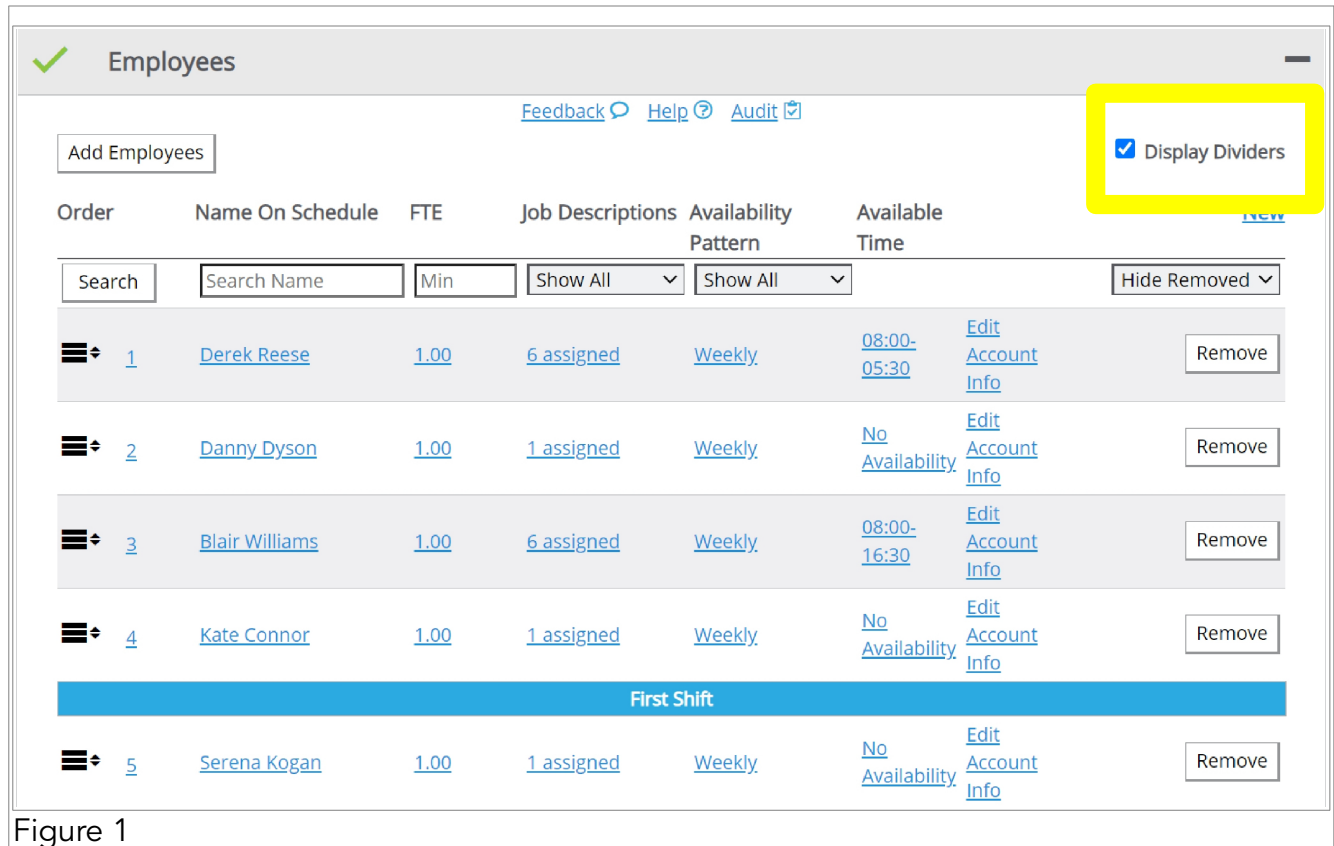 Employees
Feedback Help Audit
Add Employees
Display Dividers
Order Name On Schedule FTE Job Descriptions Availability Pattern Available Time New
Search Search Name Min Show All Show All Hide Removed
1 Derek Reese 1.00 6 assigned Weekly 08:00-05:30 Edit Account Info Remove
2 Danny Dyson 1.00 1 assigned Weekly No Availability Edit Account Info Remove
3 Blair Williams 1.00 6 assigned Weekly 08:00-16:30 Edit Account Info Remove
4 Kate Connor 1.00 1 assigned Weekly No Availability Edit Account Info Remove
First Shift
5 Serena Kogan 1.00 1 assigned Weekly No Availability Edit Account Info Remove
Figure 1